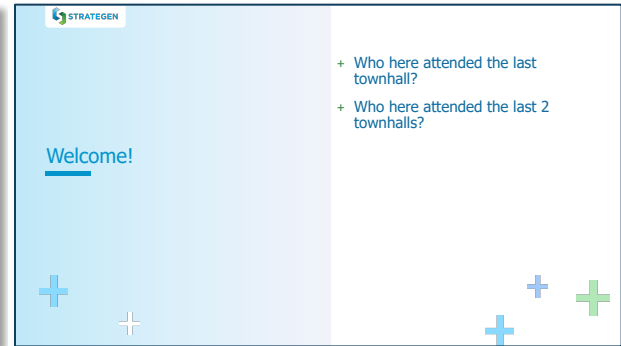 STRATEGEN
Welcome!
+ Who here attended the last
townhall?
+ Who here attended the last 2
townhalls?